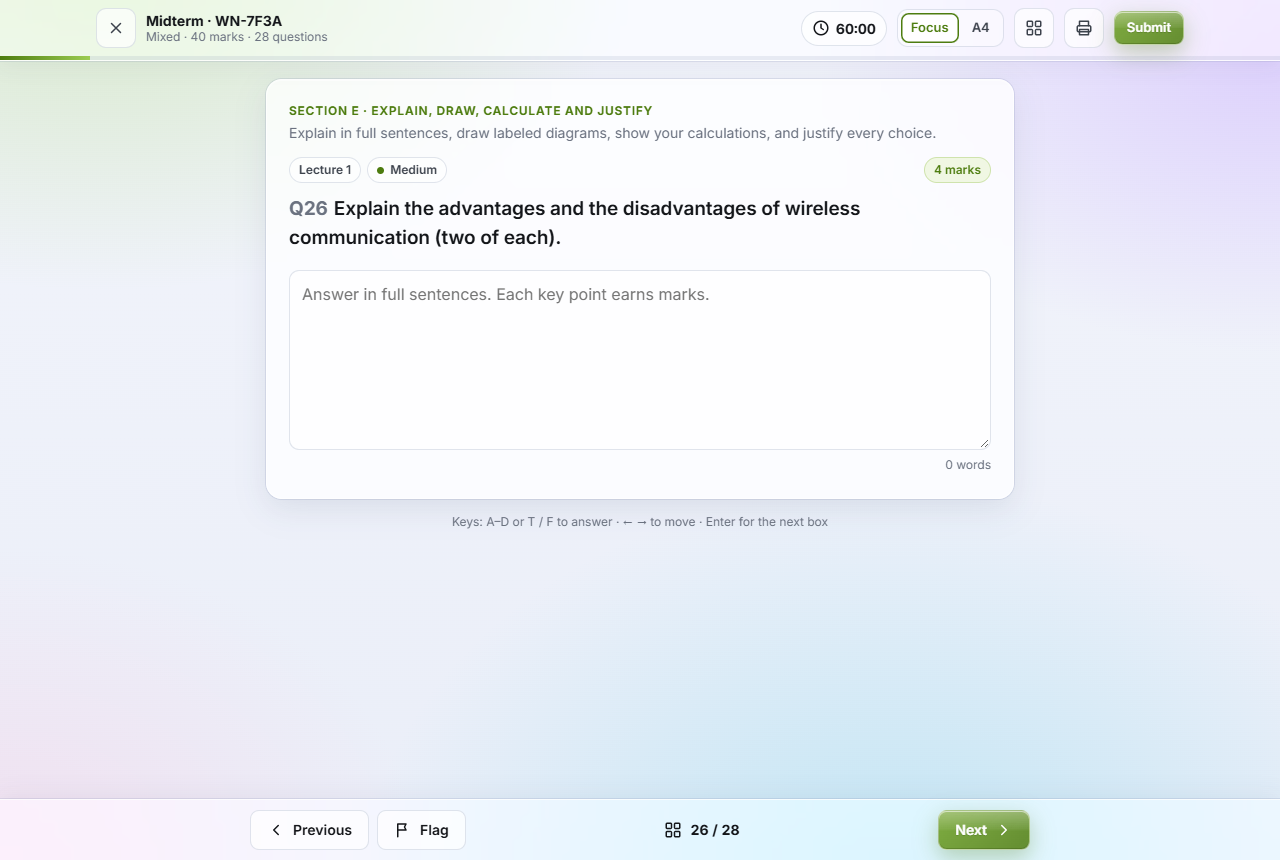 Midterm · WN-7F3A
Mixed · 40 marks · 28 questions
60:00
Focus
A4
Submit
SECTION E · EXPLAIN, DRAW, CALCULATE AND JUSTIFY
Explain in full sentences, draw labeled diagrams, show your calculations, and justify every choice.
Lecture 1
Medium
4 marks
Q26 Explain the advantages and the disadvantages of wireless
communication (two of each).
Answer in full sentences. Each key point earns marks.
0 words
Keys: A–D or T / F to answer · ← → to move · Enter for the next box
Previous
Flag
26 / 28
Next